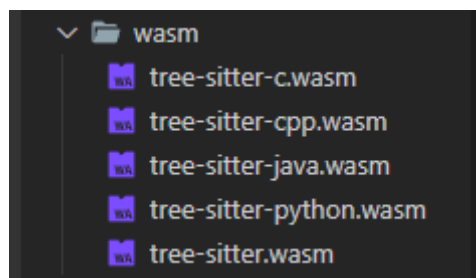 wasm
tree-sitter-c.wasm
tree-sitter-cpp.wasm
tree-sitter-java.wasm
tree-sitter-python.wasm
tree-sitter.wasm